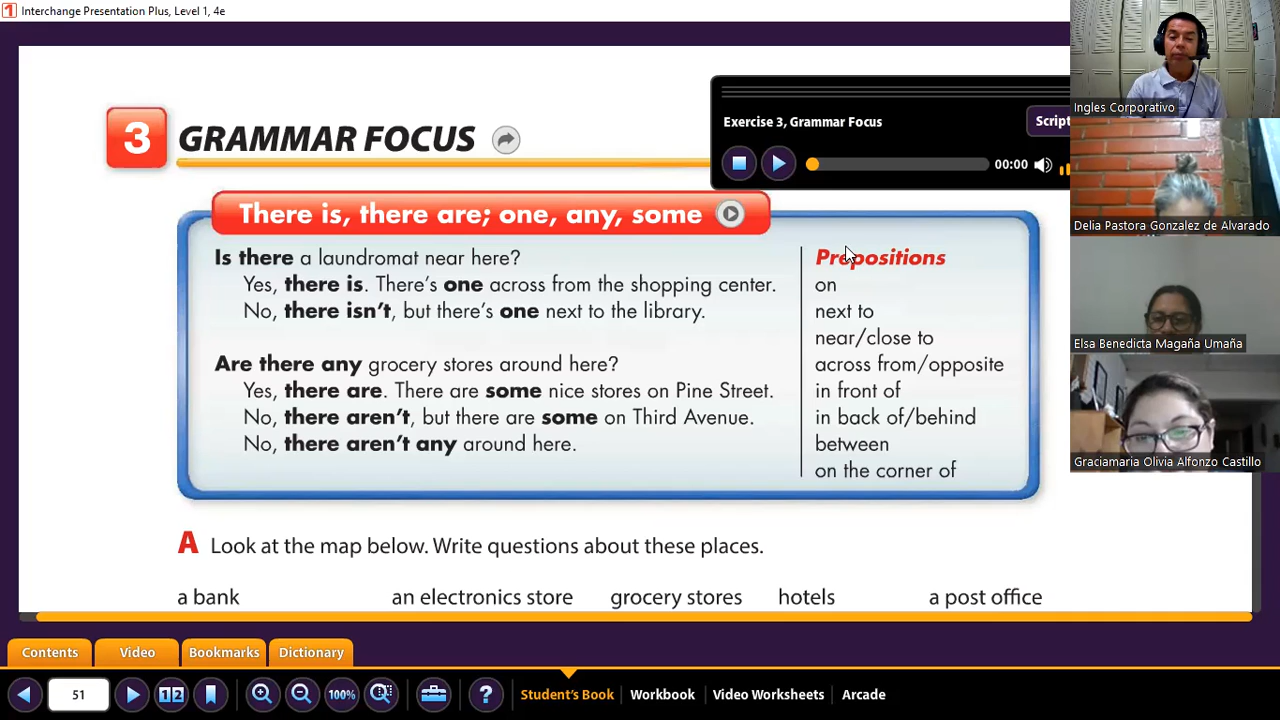 Interchange Presentation Plus, Level 1, 4e
3 GRAMMAR FOCUS
Exercise 3, Grammar Focus
Script
00:00
There is, there are; one, any, some
Is there a laundromat near here?
Yes, there is. There's one across from the shopping center.
No, there isn't, but there's one next to the library.
Are there any grocery stores around here?
Yes, there are. There are some nice stores on Pine Street.
No, there aren't, but there are some on Third Avenue.
No, there aren't any around here.
Prepositions
on
next to
near/close to
across from/opposite
in front of
in back of/behind
between
on the corner of
A Look at the map below. Write questions about these places.
a bank an electronics store grocery stores hotels a post office
Ingles Corporativo
Delia Pastora Gonzalez de Alvarado
Elsa Benedicta Magaña Umaña
Graciamaria Olivia Alfonzo Castillo
Contents Video Bookmarks Dictionary
51 1 2 100% ? Student's Book Workbook Video Worksheets Arcade